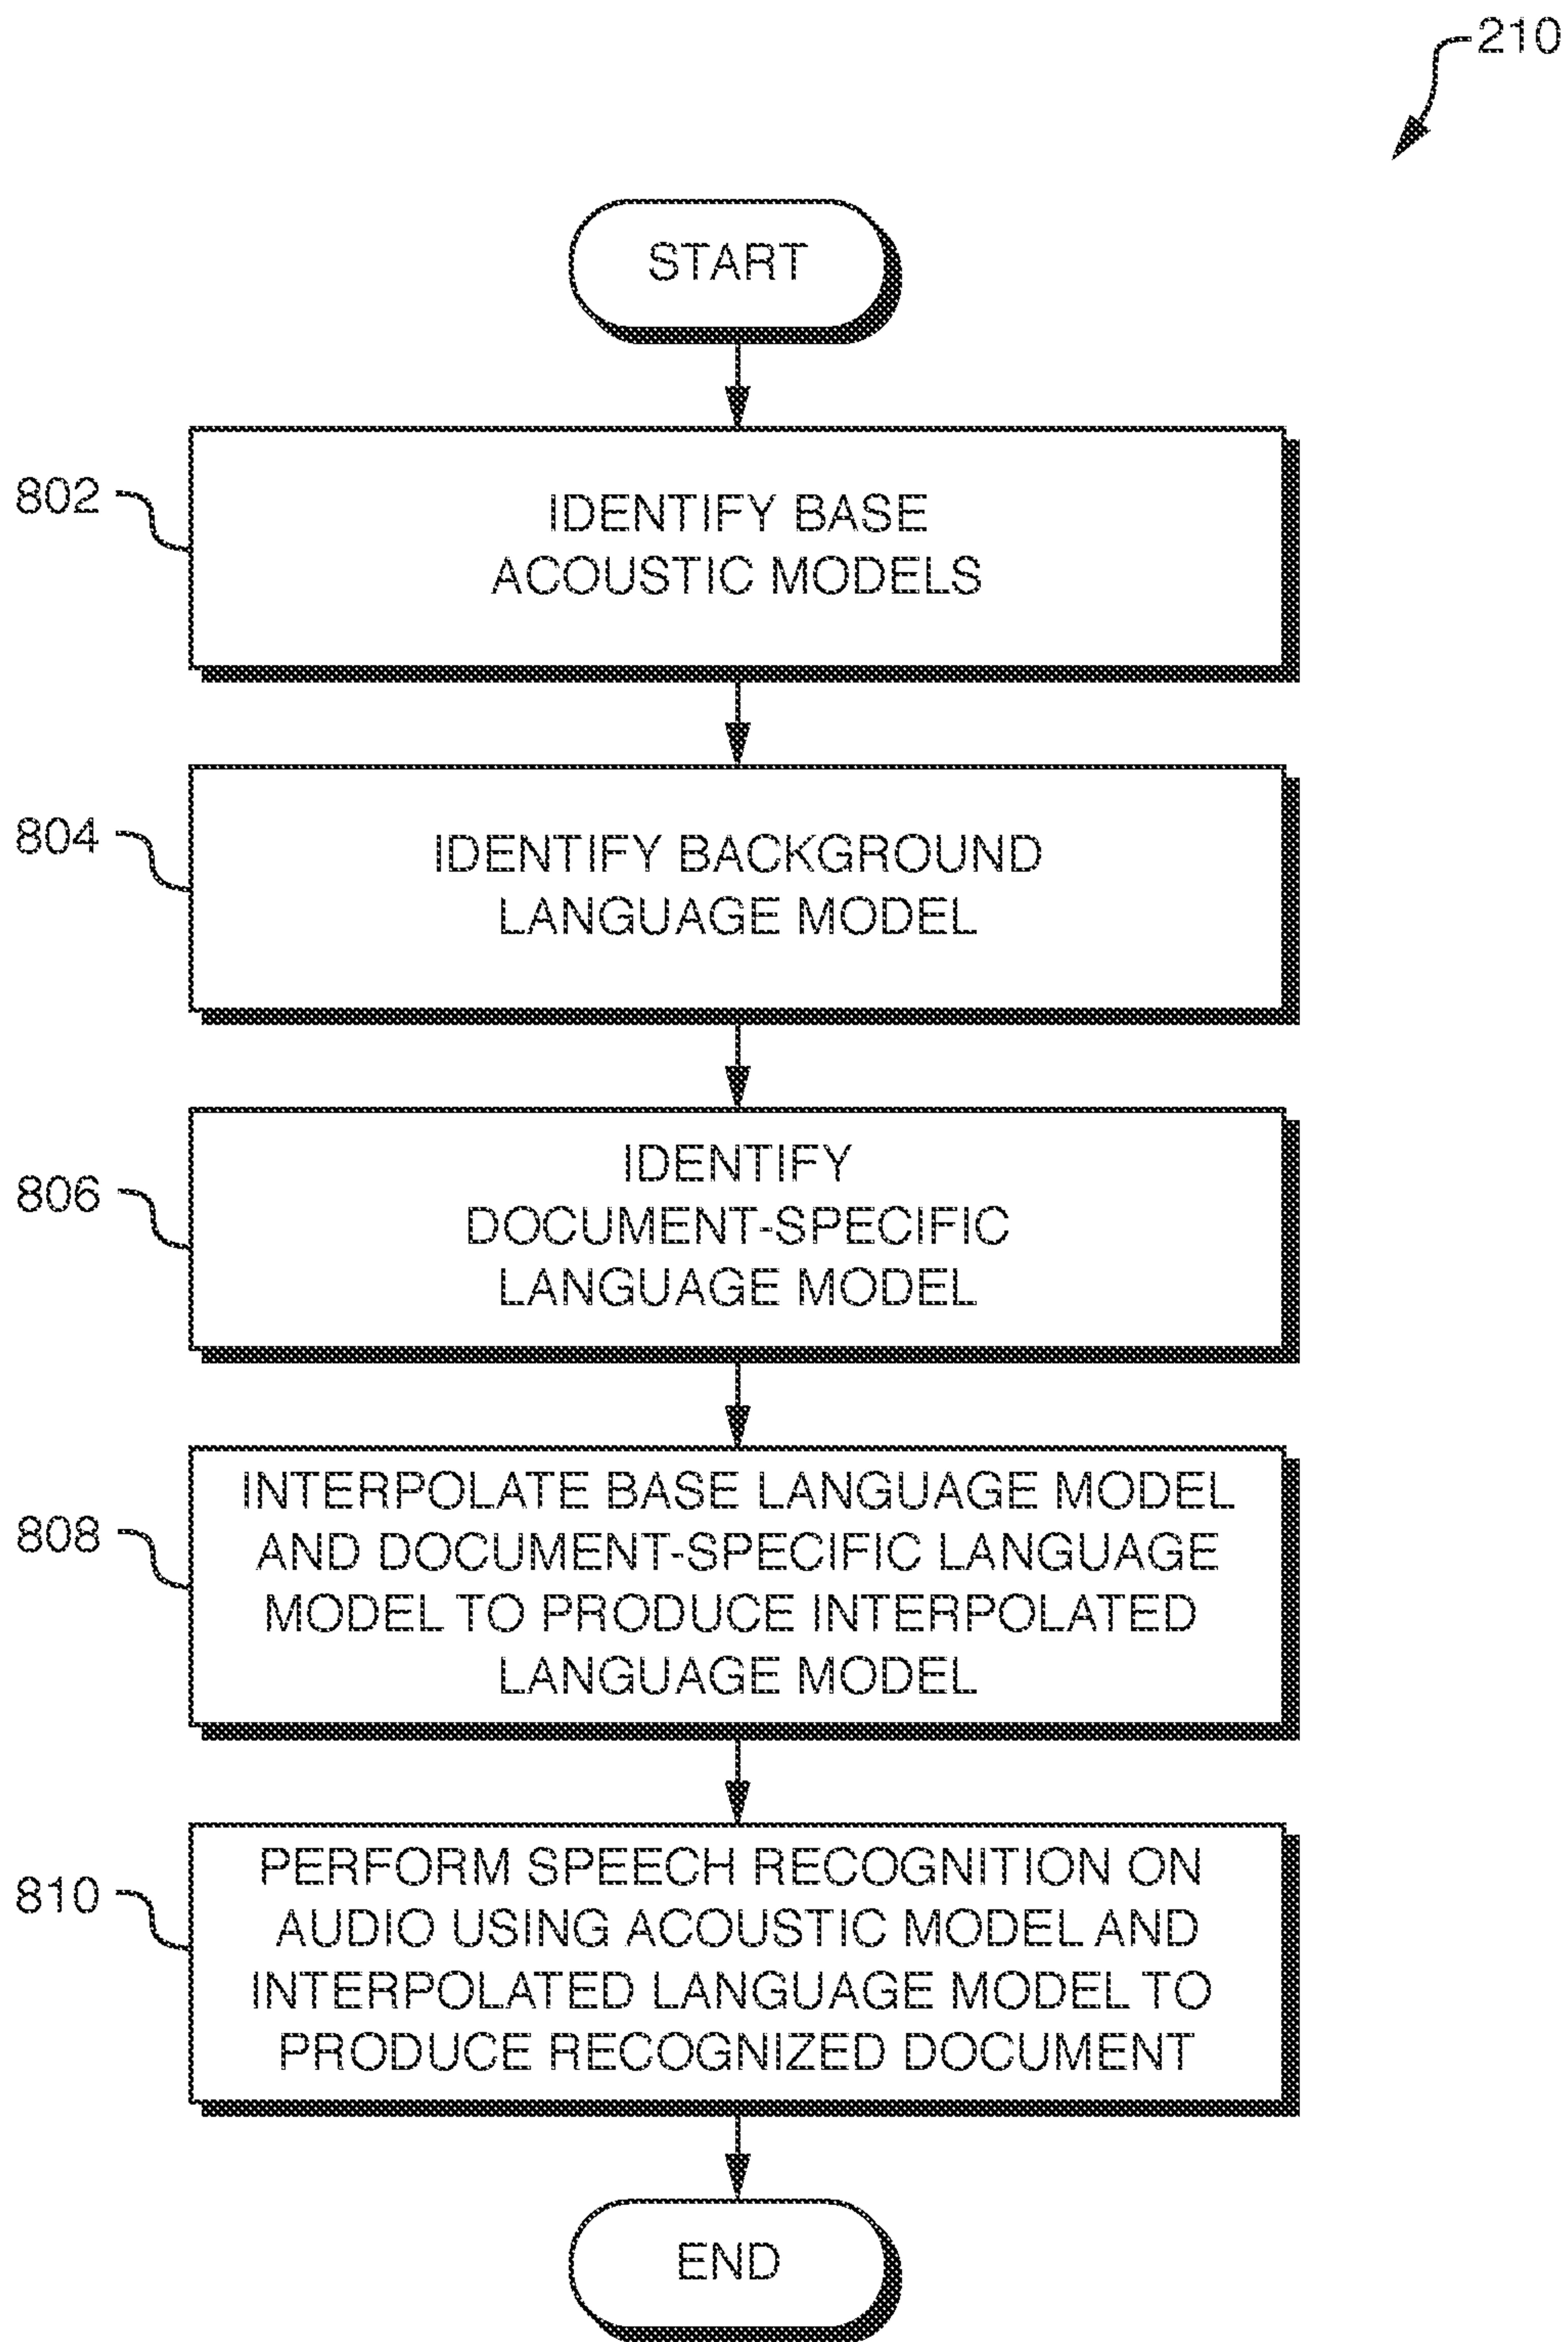 210
START
802
IDENTIFY BASE
ACOUSTIC MODELS
804
IDENTIFY BACKGROUND
LANGUAGE MODEL
806
IDENTIFY
DOCUMENT-SPECIFIC
LANGUAGE MODEL
808
INTERPOLATE BASE LANGUAGE MODEL
AND DOCUMENT-SPECIFIC LANGUAGE
MODEL TO PRODUCE INTERPOLATED
LANGUAGE MODEL
810
PERFORM SPEECH RECOGNITION ON
AUDIO USING ACOUSTIC MODEL AND
INTERPOLATED LANGUAGE MODEL TO
PRODUCE RECOGNIZED DOCUMENT
END